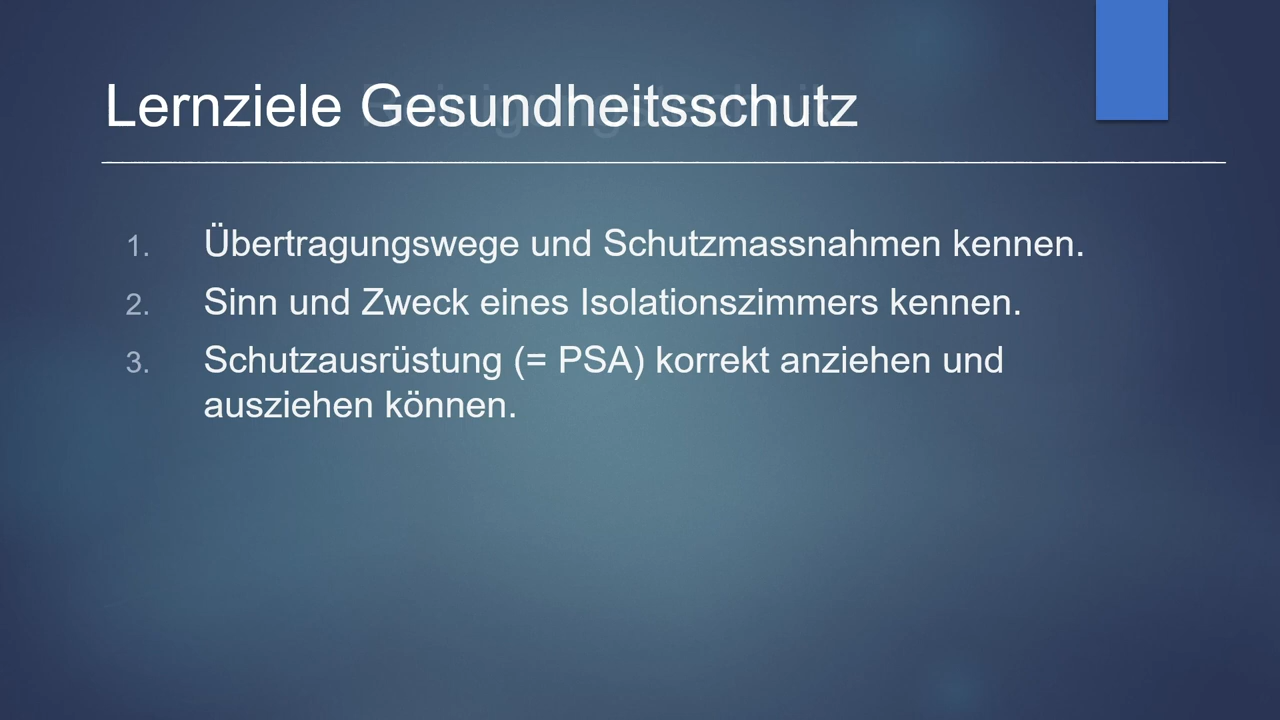 Lernziele Gesundheitsschutz
1. Übertragungswege und Schutzmassnahmen kennen.
2. Sinn und Zweck eines Isolationszimmers kennen.
3. Schutzausrüstung (= PSA) korrekt anziehen und
ausziehen können.